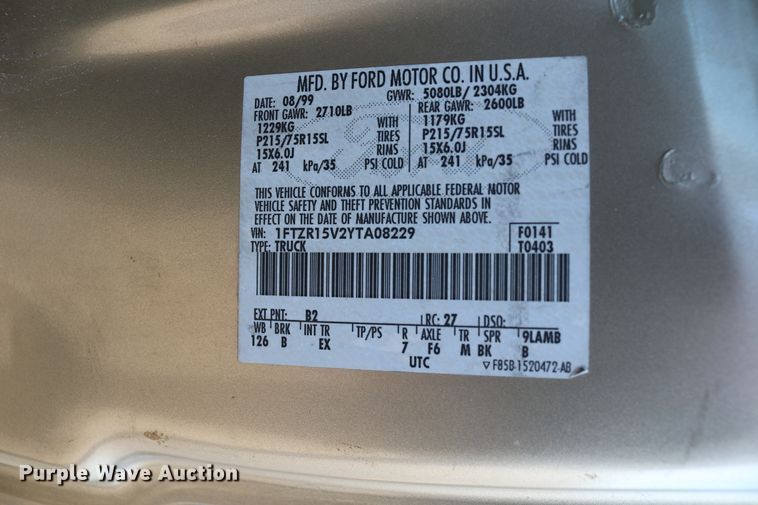 MFD. BY FORD MOTOR CO. IN U.S.A.
DATE: 08/99 GVWR: 5080LB/ 2304KG
FRONT GAWR: 2710LB REAR GAWR: 2600LB
1229KG WITH 1179KG WITH
P215/75R15SL TIRES P215/75R15SL TIRES
15X6.0J RIMS 15X6.0J RIMS
AT 241 kPa/35 PSI COLD AT 241 kPa/35 PSI COLD
THIS VEHICLE CONFORMS TO ALL APPLICABLE FEDERAL MOTOR
VEHICLE SAFETY AND THEFT PREVENTION STANDARDS IN
EFFECT ON THE DATE OF MANUFACTURE SHOWN ABOVE.
VIN: 1FTZR15V2YTA08229 F0141
TYPE: TRUCK T0403
EXT PNT: B2 RC: 27 DSO:
WB BRK INT TR TP/PS R AXLE TR SPR 9LAMB
126 B EX 7 F6 M BK B
UTC ▽ F85B-1520472-AB
Purple Wave Auction